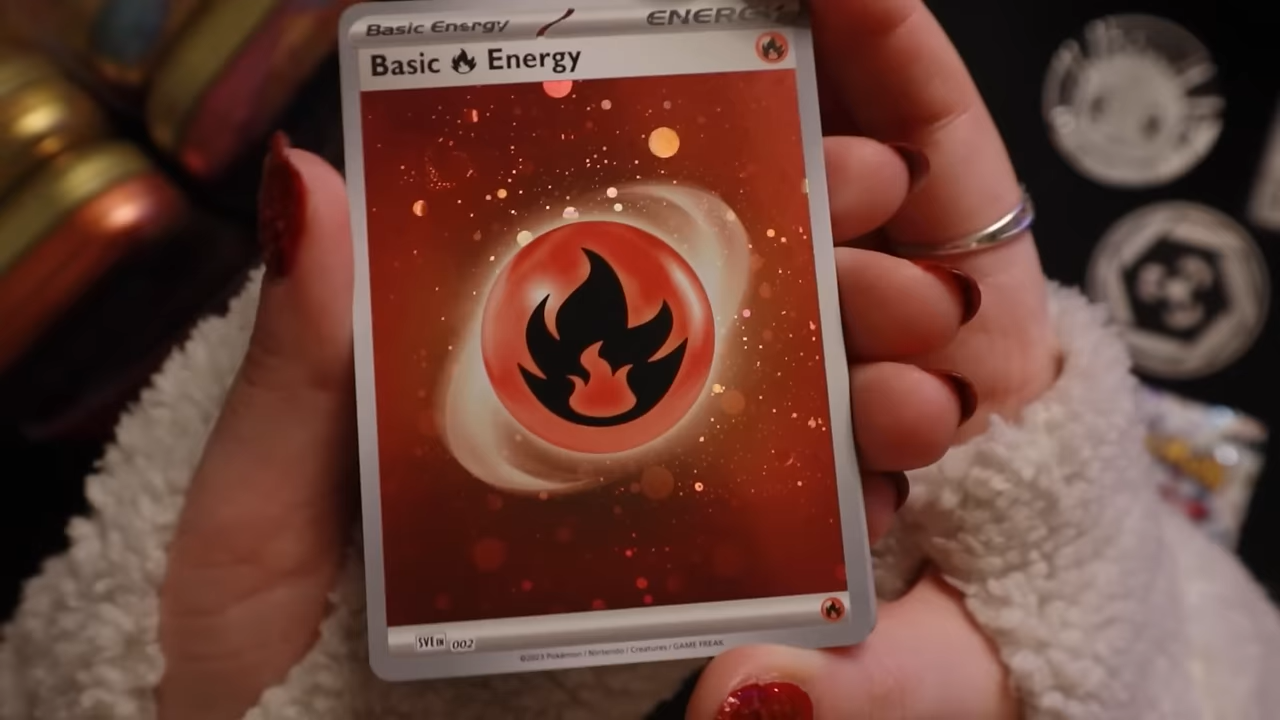 Basic Energy
ENERGY
Basic Energy
SVE EN 002
©2023 Pokémon / Nintendo / Creatures / GAME FREAK